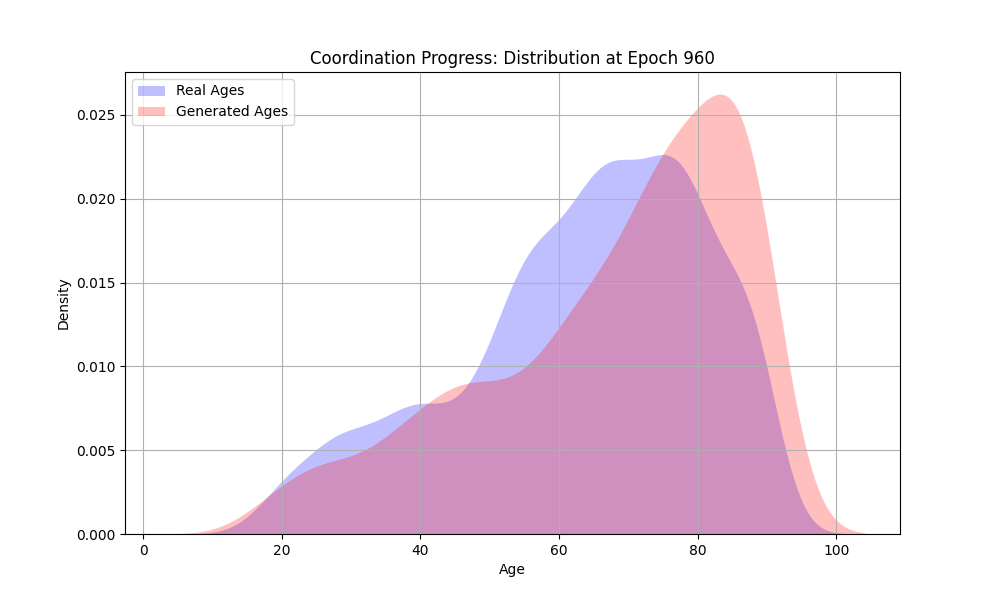 Coordination Progress: Distribution at Epoch 960
Real Ages
Generated Ages
0.025
0.020
0.015
0.010
0.005
0.000
Density
0
20
40
60
80
100
Age